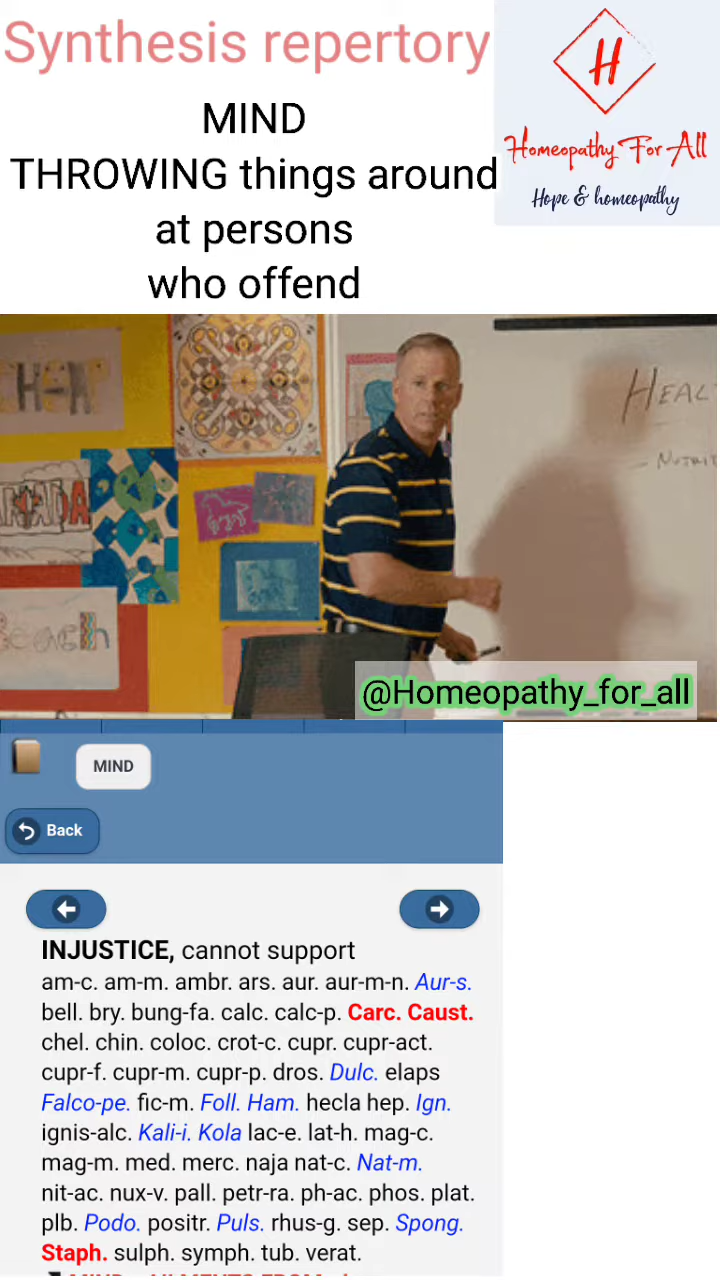 Synthesis repertory
H
Homeopathy For All
Hope & homeopathy
MIND
THROWING things around
at persons
who offend
HEAL
NUTRIT
CANADA
Beach
@Homeopathy_for_all
MIND
Back
INJUSTICE, cannot support
am-c. am-m. ambr. ars. aur. aur-m-n. Aur-s.
bell. bry. bung-fa. calc. calc-p. Carc. Caust.
chel. chin. coloc. crot-c. cupr. cupr-act.
cupr-f. cupr-m. cupr-p. dros. Dulc. elaps
Falco-pe. fic-m. Foll. Ham. hecla hep. Ign.
ignis-alc. Kali-i. Kola lac-e. lat-h. mag-c.
mag-m. med. merc. naja nat-c. Nat-m.
nit-ac. nux-v. pall. petr-ra. ph-ac. phos. plat.
plb. Podo. positr. Puls. rhus-g. sep. Spong.
Staph. sulph. symph. tub. verat.